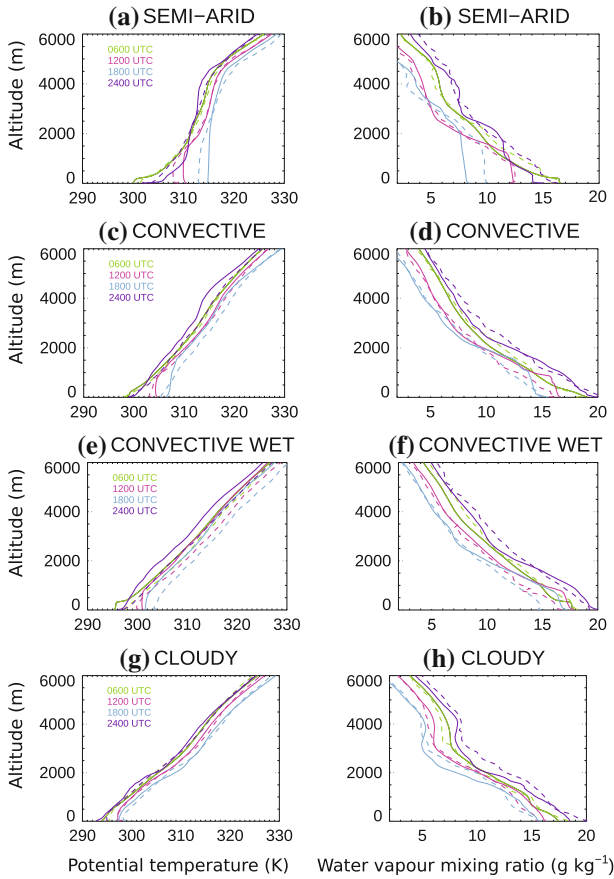 (a) SEMI−ARID
(b) SEMI−ARID
Altitude (m)
6000
4000
2000
0
0600 UTC
1200 UTC
1800 UTC
2400 UTC
290 300 310 320 330
6000
4000
2000
0
5 10 15 20
(c) CONVECTIVE
(d) CONVECTIVE
Altitude (m)
6000
4000
2000
0
0600 UTC
1200 UTC
1800 UTC
2400 UTC
290 300 310 320 330
6000
4000
2000
0
5 10 15 20
(e) CONVECTIVE WET
(f) CONVECTIVE WET
Altitude (m)
6000
4000
2000
0
0600 UTC
1200 UTC
1800 UTC
2400 UTC
290 300 310 320 330
6000
4000
2000
0
5 10 15 20
(g) CLOUDY
(h) CLOUDY
Altitude (m)
6000
4000
2000
0
0600 UTC
1200 UTC
1800 UTC
2400 UTC
290 300 310 320 330
6000
4000
2000
0
5 10 15 20
Potential temperature (K)
Water vapour mixing ratio (g kg⁻¹)